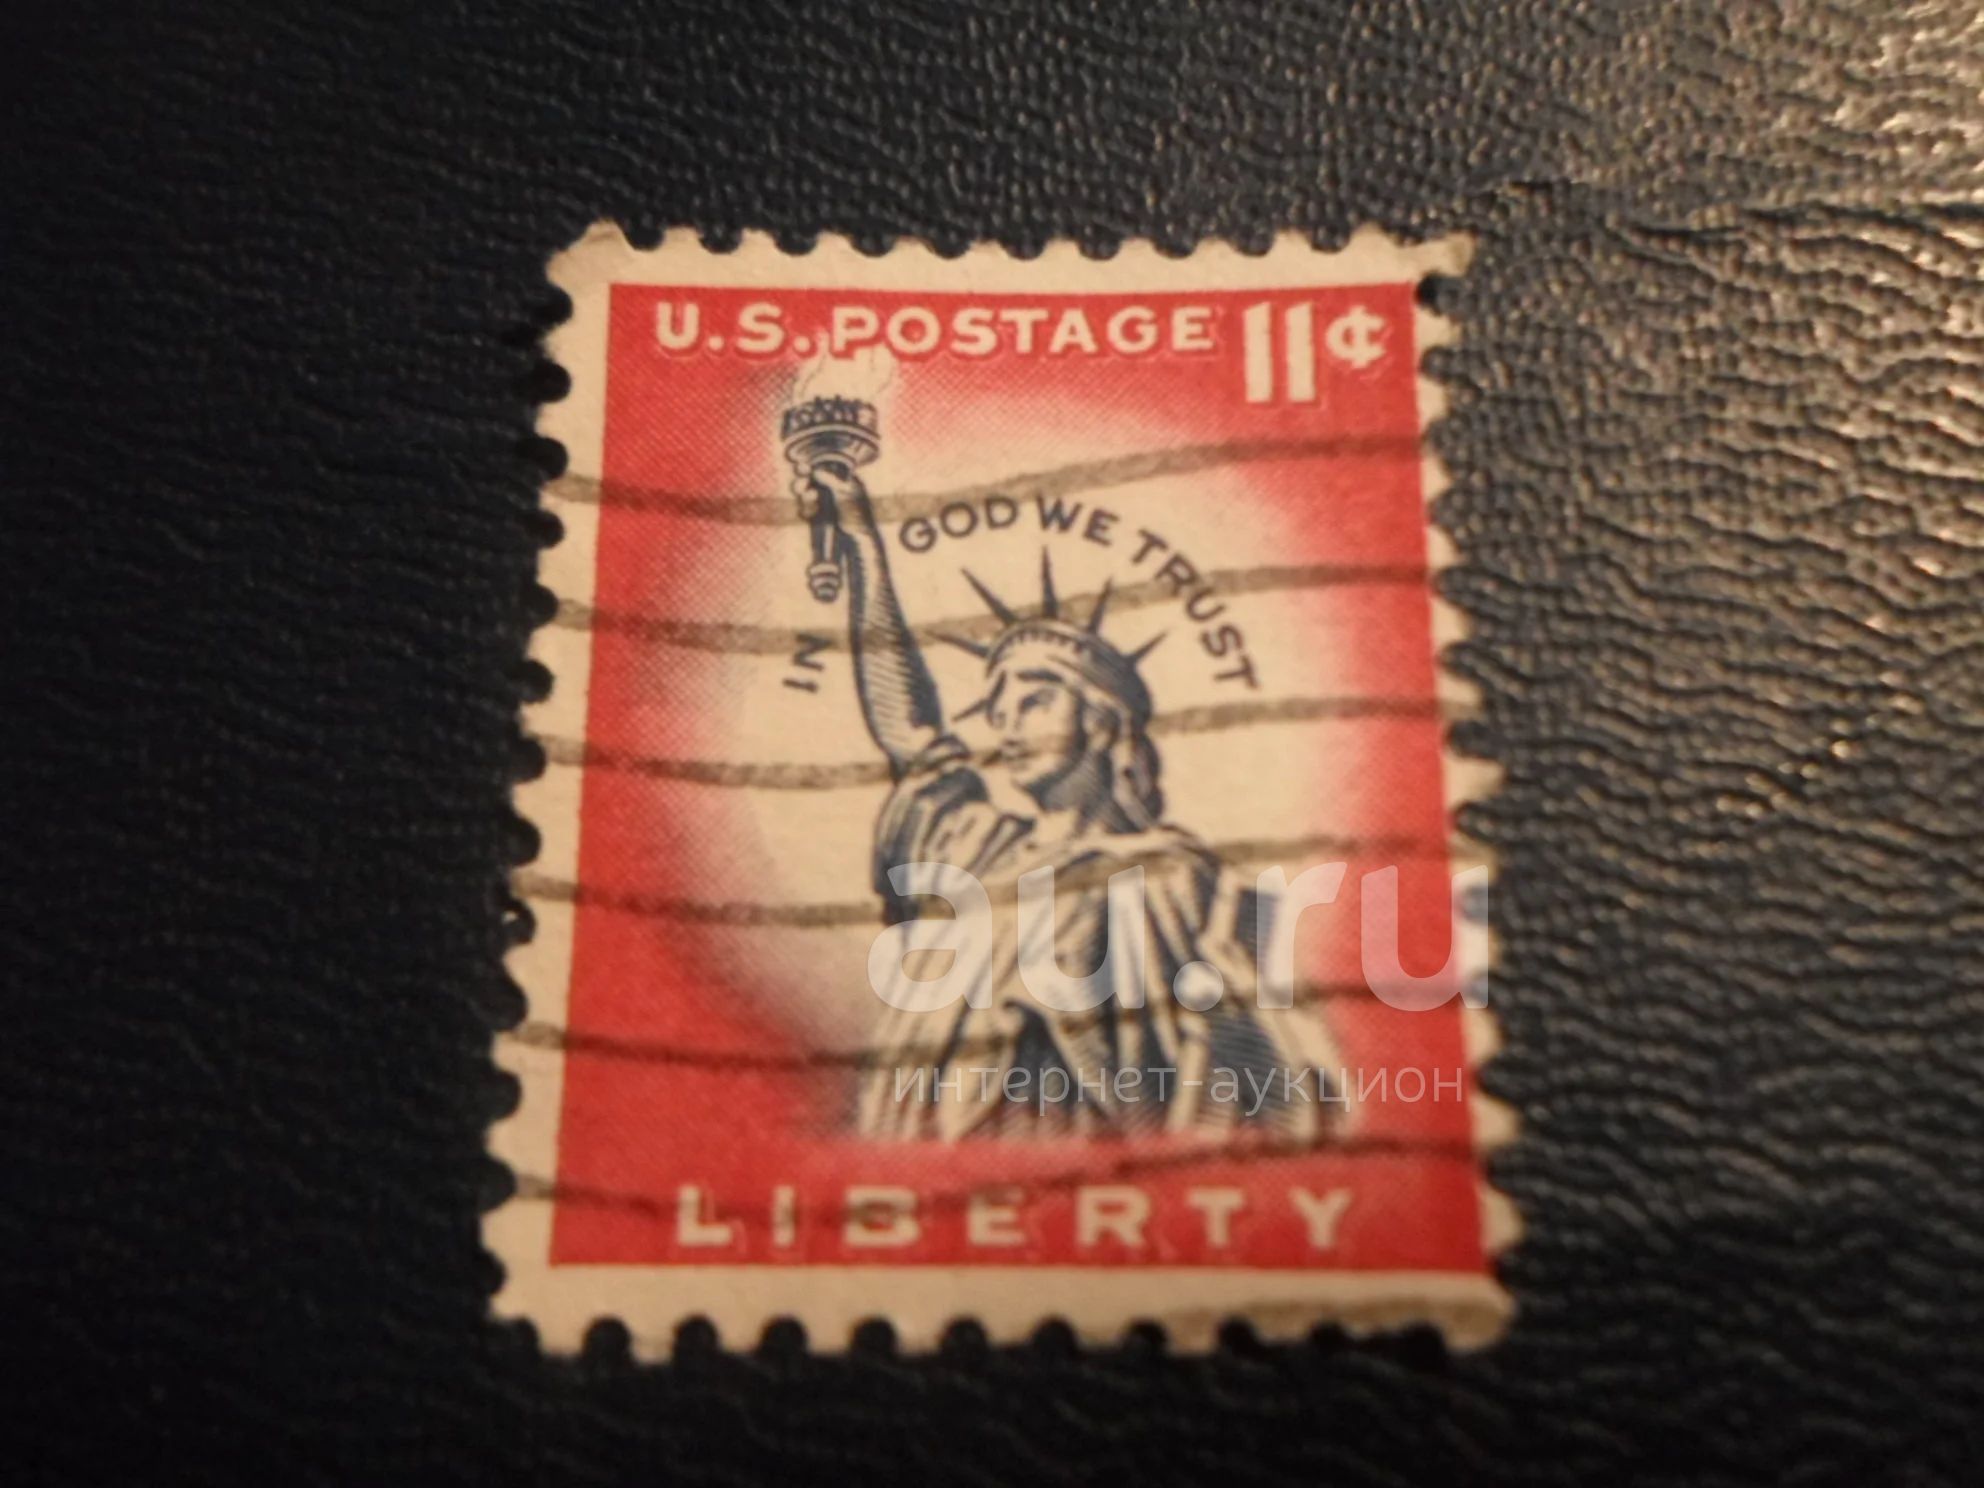 U.S. POSTAGE 11¢
IN GOD WE TRUST
LIBERTY
au.ru
интернет-аукцион